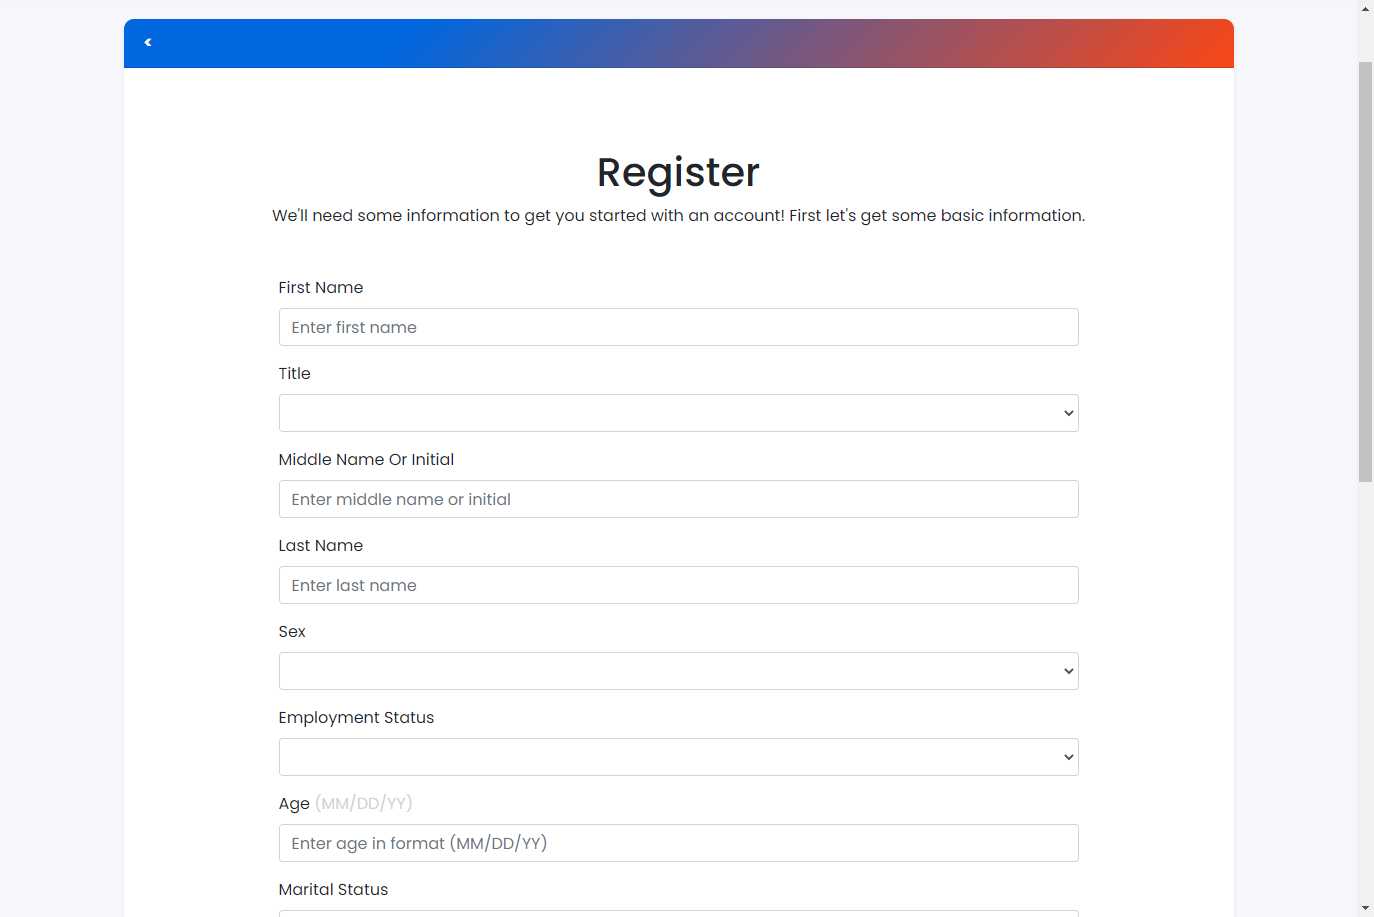 <
Register
We'll need some information to get you started with an account! First let's get some basic information.
First Name
Enter first name
Title
Middle Name Or Initial
Enter middle name or initial
Last Name
Enter last name
Sex
Employment Status
Age (MM/DD/YY)
Enter age in format (MM/DD/YY)
Marital Status